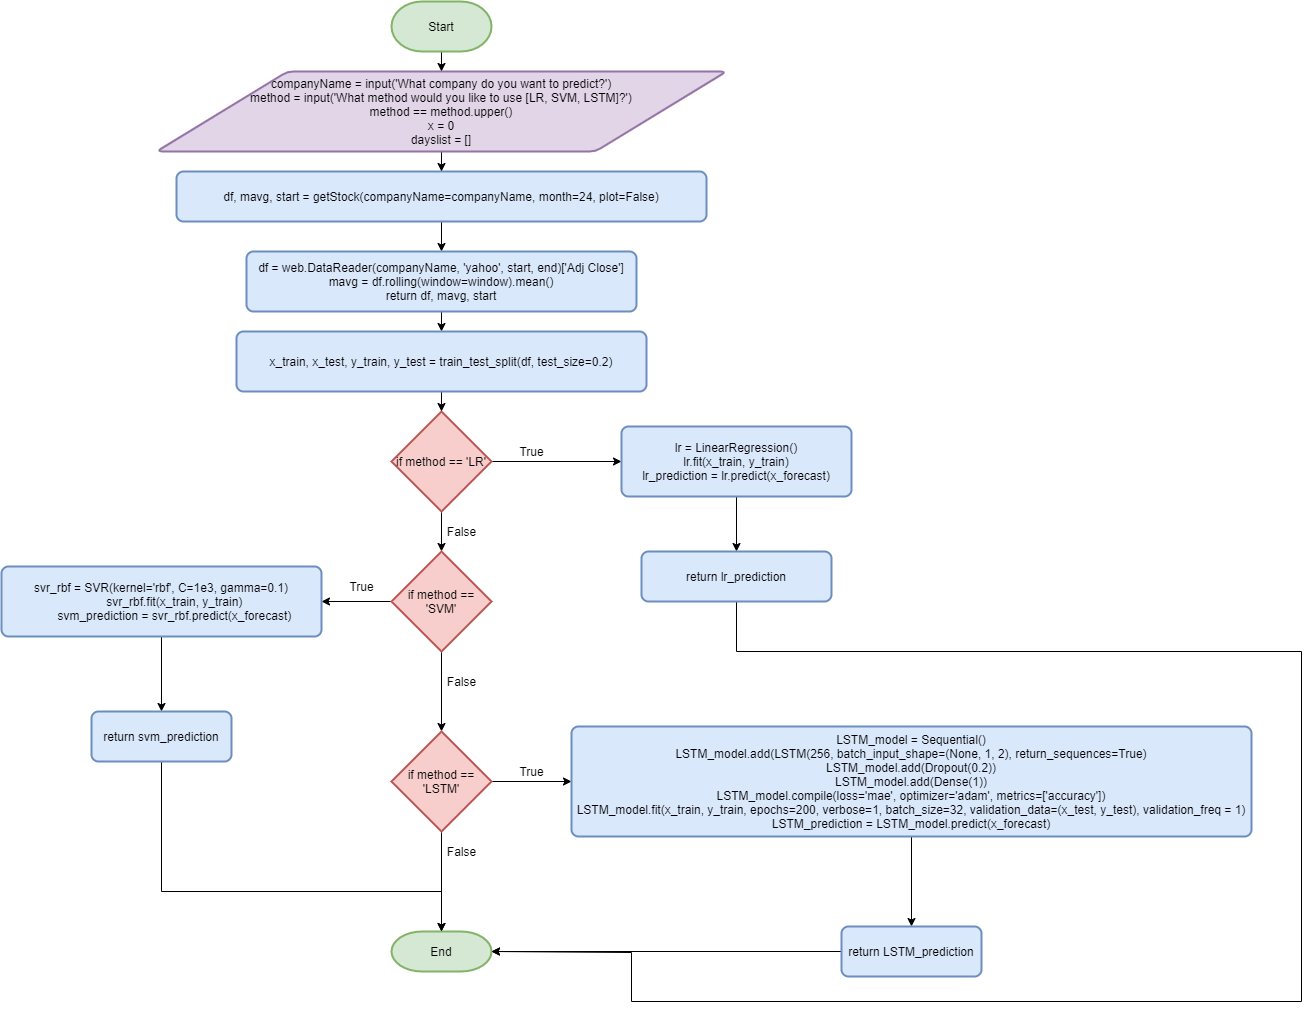 Start
companyName = input('What company do you want to predict?')
method = input('What method would you like to use [LR, SVM, LSTM]?')
method == method.upper()
x = 0
dayslist = []
df, mavg, start = getStock(companyName=companyName, month=24, plot=False)
df = web.DataReader(companyName, 'yahoo', start, end)['Adj Close']
mavg = df.rolling(window=window).mean()
return df, mavg, start
x_train, x_test, y_train, y_test = train_test_split(df, test_size=0.2)
if method == 'LR'
True
lr = LinearRegression()
lr.fit(x_train, y_train)
lr_prediction = lr.predict(x_forecast)
False
return lr_prediction
if method ==
'SVM'
True
svr_rbf = SVR(kernel='rbf', C=1e3, gamma=0.1)
svr_rbf.fit(x_train, y_train)
svm_prediction = svr_rbf.predict(x_forecast)
False
return svm_prediction
if method ==
'LSTM'
True
LSTM_model = Sequential()
LSTM_model.add(LSTM(256, batch_input_shape=(None, 1, 2), return_sequences=True)
LSTM_model.add(Dropout(0.2))
LSTM_model.add(Dense(1))
LSTM_model.compile(loss='mae', optimizer='adam', metrics=['accuracy'])
LSTM_model.fit(x_train, y_train, epochs=200, verbose=1, batch_size=32, validation_data=(x_test, y_test), validation_freq = 1)
LSTM_prediction = LSTM_model.predict(x_forecast)
False
End
return LSTM_prediction